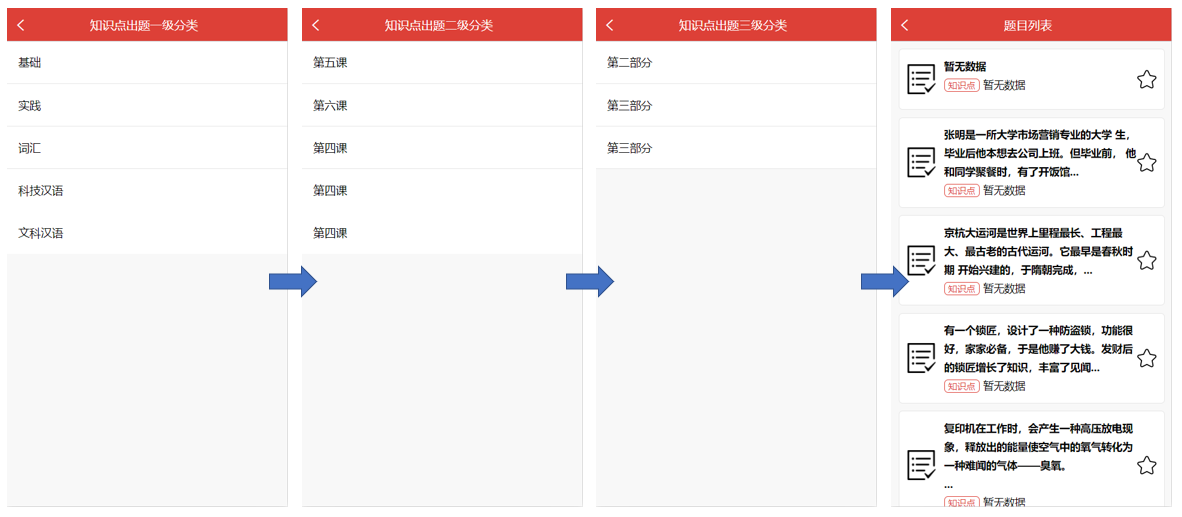 知识点出题一级分类
基础
实践
词汇
科技汉语
文科汉语
知识点出题二级分类
第五课
第六课
第四课
第四课
第四课
知识点出题三级分类
第二部分
第三部分
第三部分
题目列表
暂无数据
知识点 暂无数据
张明是一所大学市场营销专业的大学 生，
毕业后他本想去公司上班。但毕业前， 他
和同学聚餐时，有了开饭馆...
知识点 暂无数据
京杭大运河是世界上里程最长、工程最
大、最古老的古代运河。它最早是春秋时
期 开始兴建的，于隋朝完成，...
知识点 暂无数据
有一个锁匠，设计了一种防盗锁，功能很
好，家家必备，于是他赚了大钱。发财后
的锁匠增长了知识，丰富了见闻...
知识点 暂无数据
复印机在工作时，会产生一种高压放电现
象，释放出的能量使空气中的氧气转化为
一种难闻的气体——臭氧。
...
知识点 暂无数据